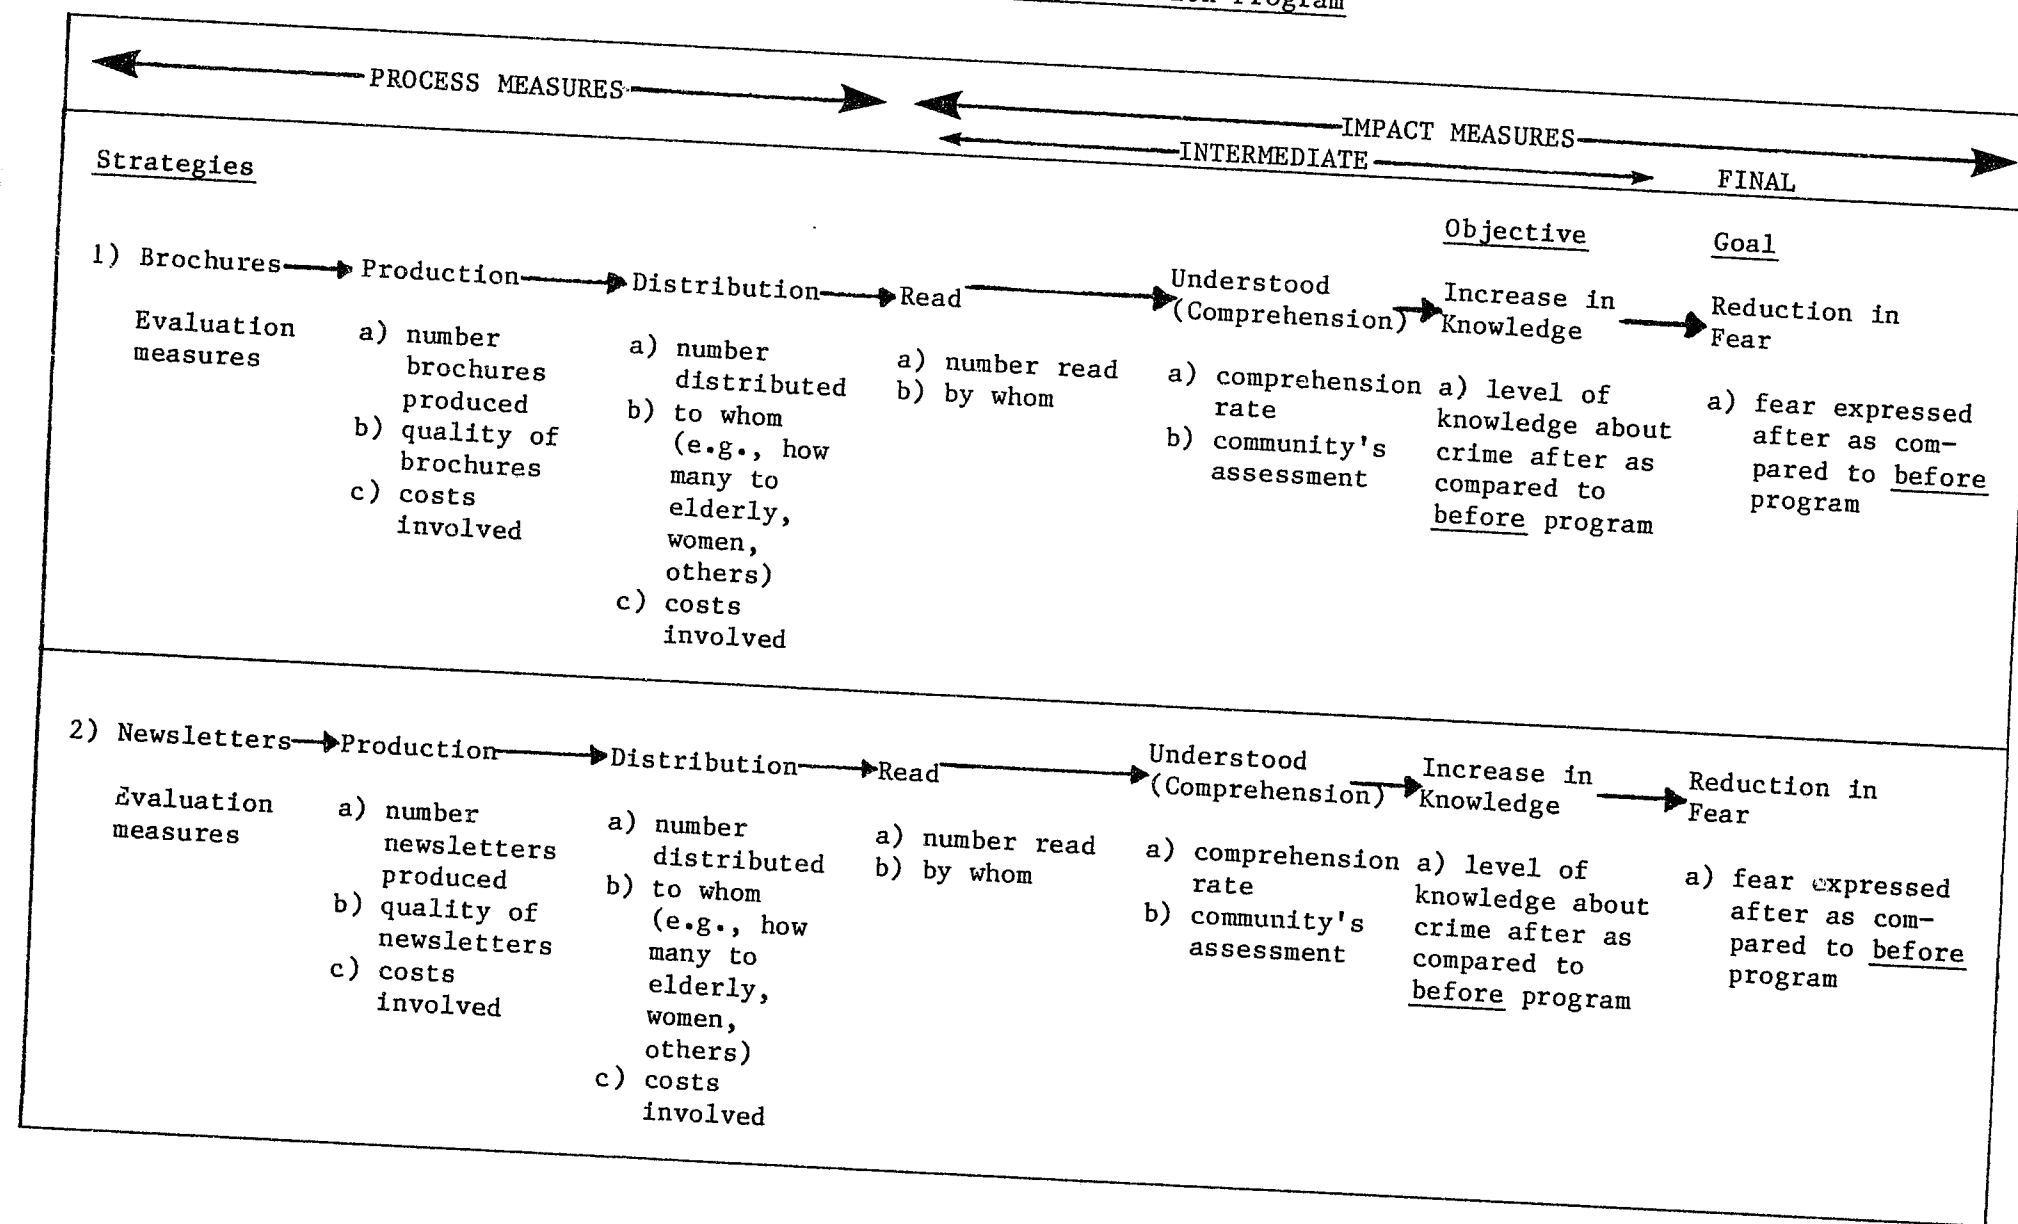 Program
PROCESS MEASURES
IMPACT MEASURES
INTERMEDIATE
FINAL
Strategies
Objective
Goal
1) Brochures
Production
Distribution
Read
Understood
(Comprehension)
Increase in
Knowledge
Reduction in
Fear
Evaluation
measures
a) number
brochures
produced
b) quality of
brochures
c) costs
involved
a) number
distributed
b) to whom
(e.g., how
many to
elderly,
women,
others)
c) costs
involved
a) number read
b) by whom
a) comprehension
rate
b) community's
assessment
a) level of
knowledge about
crime after as
compared to
before program
a) fear expressed
after as com-
pared to before
program
2) Newsletters
Production
Distribution
Read
Understood
(Comprehension)
Increase in
Knowledge
Reduction in
Fear
Evaluation
measures
a) number
newsletters
produced
b) quality of
newsletters
c) costs
involved
a) number
distributed
b) to whom
(e.g., how
many to
elderly,
women,
others)
c) costs
involved
a) number read
b) by whom
a) comprehension
rate
b) community's
assessment
a) level of
knowledge about
crime after as
compared to
before program
a) fear expressed
after as com-
pared to before
program